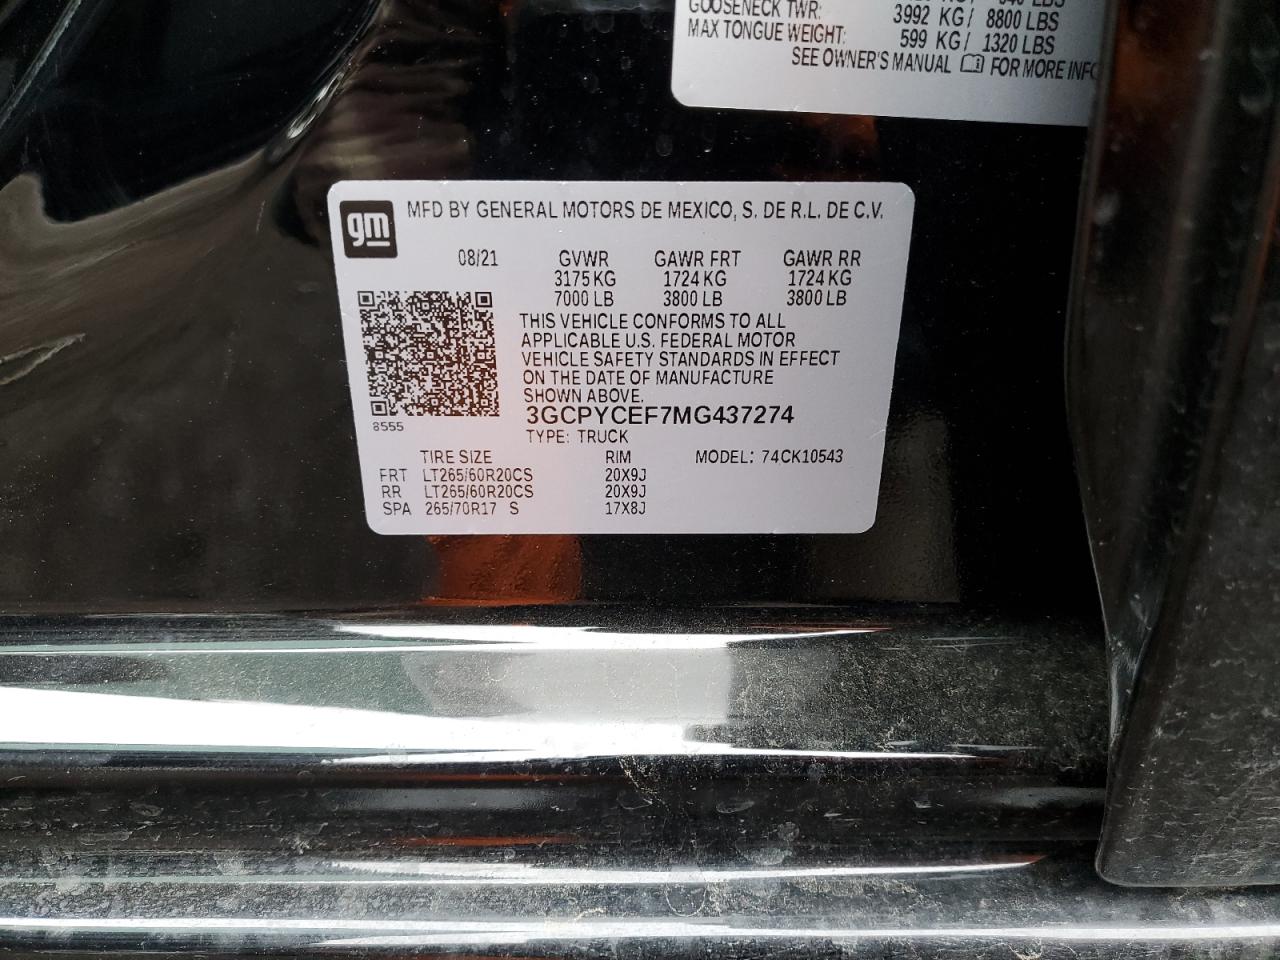 GOOSENECK TWR: 3992 KG/ 8800 LBS
MAX TONGUE WEIGHT: 599 KG/ 1320 LBS
SEE OWNER'S MANUAL FOR MORE INFO
gm
MFD BY GENERAL MOTORS DE MEXICO, S. DE R.L. DE C.V.
08/21 GVWR GAWR FRT GAWR RR
3175 KG 1724 KG 1724 KG
7000 LB 3800 LB 3800 LB
THIS VEHICLE CONFORMS TO ALL
APPLICABLE U.S. FEDERAL MOTOR
VEHICLE SAFETY STANDARDS IN EFFECT
ON THE DATE OF MANUFACTURE
SHOWN ABOVE.
3GCPYCEF7MG437274
8555
TYPE: TRUCK
TIRE SIZE RIM MODEL: 74CK10543
FRT LT265/60R20CS 20X9J
RR LT265/60R20CS 20X9J
SPA 265/70R17 S 17X8J